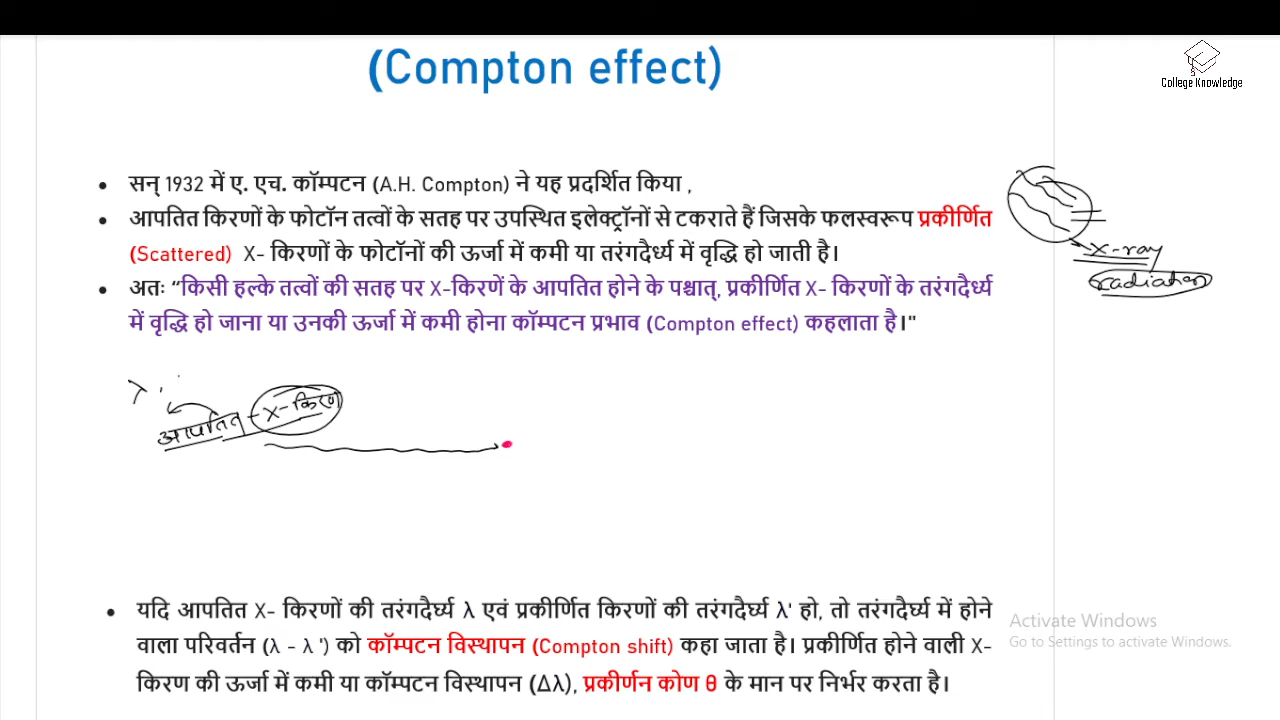 (Compton effect)
College Knowledge
• सन् 1932 में ए. एच. कॉम्पटन (A.H. Compton) ने यह प्रदर्शित किया ,
• आपतित किरणों के फोटॉन तत्वों के सतह पर उपस्थित इलेक्ट्रॉनों से टकराते हैं जिसके फलस्वरूप प्रकीर्णित
(Scattered) X- किरणों के फोटॉनों की ऊर्जा में कमी या तरंगदैर्ध्य में वृद्धि हो जाती है।
• अतः “किसी हल्के तत्वों की सतह पर X-किरणें के आपतित होने के पश्चात्, प्रकीर्णित X- किरणों के तरंगदैर्ध्य
में वृद्धि हो जाना या उनकी ऊर्जा में कमी होना कॉम्पटन प्रभाव (Compton effect) कहलाता है।"
X-ray
radiation
λ
आपतित - X- किरण
• यदि आपतित X- किरणों की तरंगदैर्घ्य λ एवं प्रकीर्णित किरणों की तरंगदैर्घ्य λ' हो, तो तरंगदैर्घ्य में होने
वाला परिवर्तन (λ - λ ') को कॉम्पटन विस्थापन (Compton shift) कहा जाता है। प्रकीर्णित होने वाली X-
किरण की ऊर्जा में कमी या कॉम्पटन विस्थापन (Δλ), प्रकीर्णन कोण θ के मान पर निर्भर करता है।
Activate Windows
Go to Settings to activate Windows.